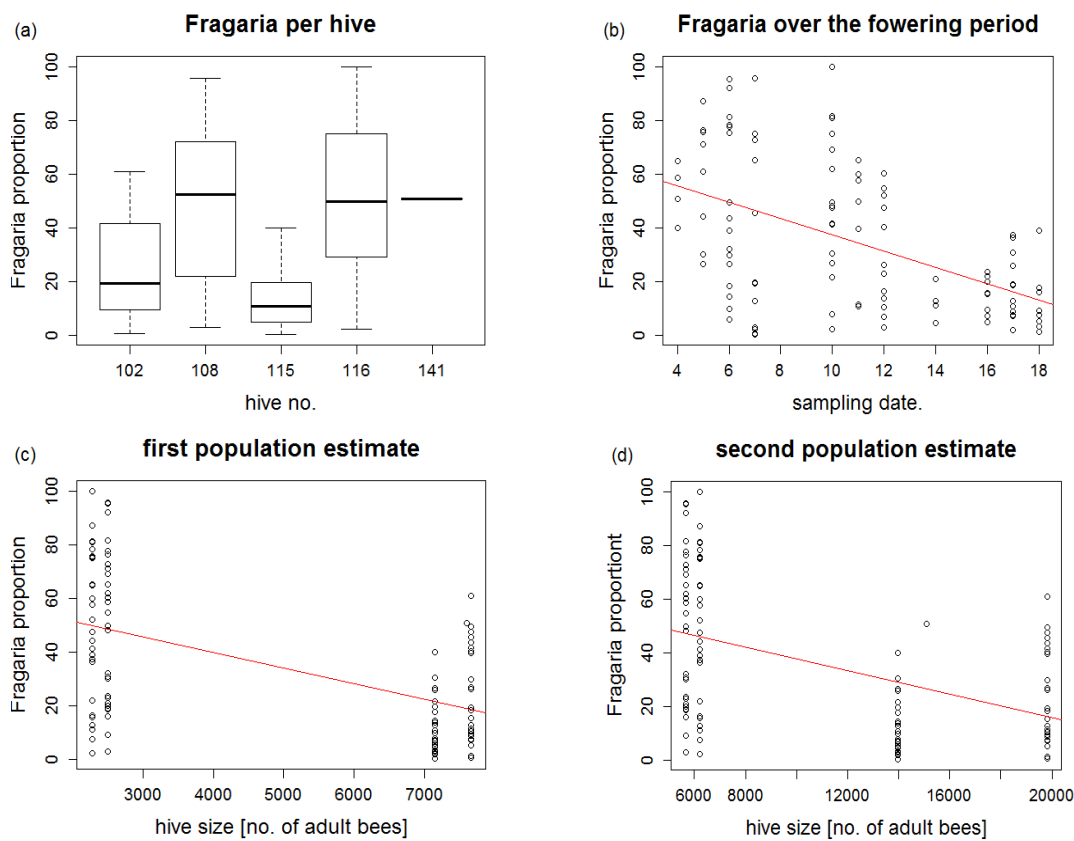 (a)
Fragaria per hive
Fragaria proportion
0
20
40
60
80
100
102
108
115
116
141
hive no.
(b)
Fragaria over the fowering period
Fragaria proportion
0
20
40
60
80
100
4
6
8
10
12
14
16
18
sampling date.
(c)
first population estimate
Fragaria proportion
0
20
40
60
80
100
3000
4000
5000
6000
7000
hive size [no. of adult bees]
(d)
second population estimate
Fragaria proportiont
0
20
40
60
80
100
6000
8000
12000
16000
20000
hive size [no. of adult bees]